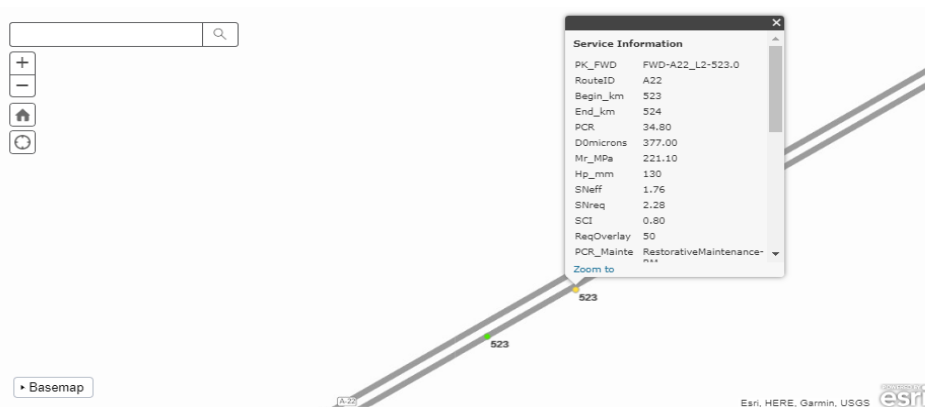 Service Information
PK_FWD FWD-A22_L2-523.0
RouteID A22
Begin_km 523
End_km 524
PCR 34.80
D0microns 377.00
Mr_MPa 221.10
Hp_mm 130
SNeff 1.76
SNreq 2.28
SCI 0.80
ReqOverlay 50
PCR_Mainte RestorativeMaintenance-
Zoom to
523
523
Basemap
A-22
Esri, HERE, Garmin, USGS
esri